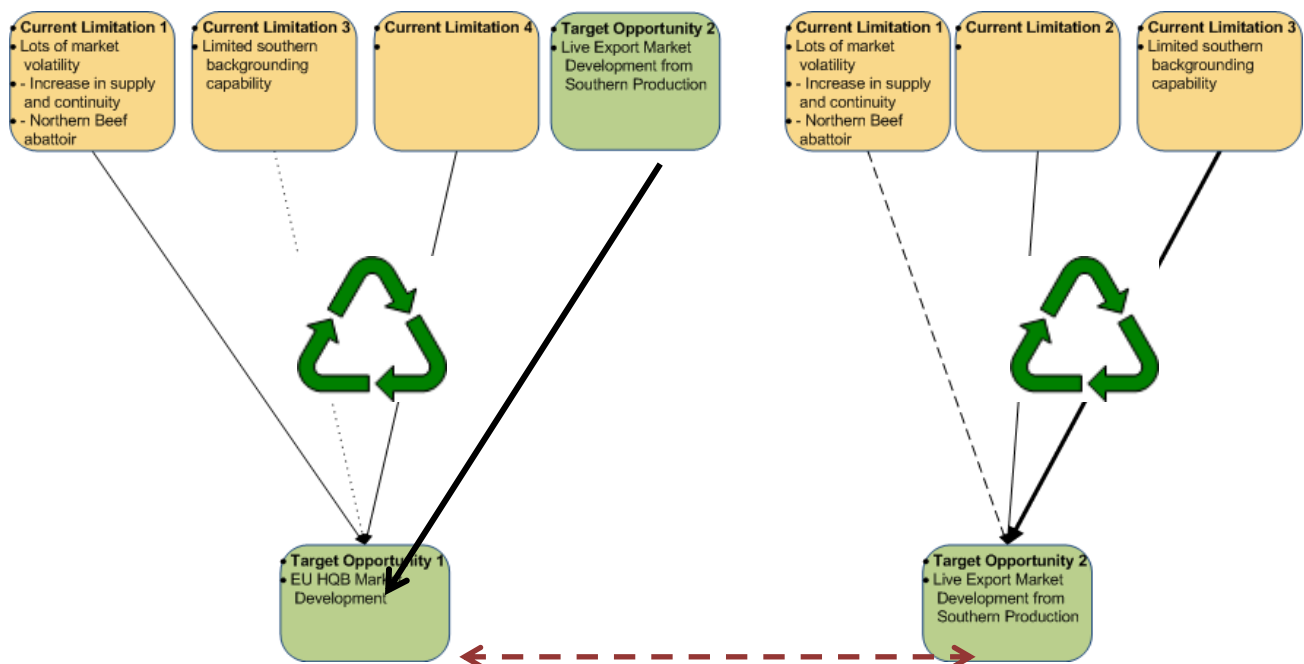 • Current Limitation 1
• Lots of market
volatility
• - Increase in supply
and continuity
• - Northern Beef
abattoir
• Current Limitation 3
• Limited southern
backgrounding
capability
• Current Limitation 4
•
• Target Opportunity 2
• Live Export Market
Development from
Southern Production
• Current Limitation 1
• Lots of market
volatility
• - Increase in supply
and continuity
• - Northern Beef
abattoir
• Current Limitation 2
•
• Current Limitation 3
• Limited southern
backgrounding
capability
• Target Opportunity 1
• EU HQB Market
Development
• Target Opportunity 2
• Live Export Market
Development from
Southern Production